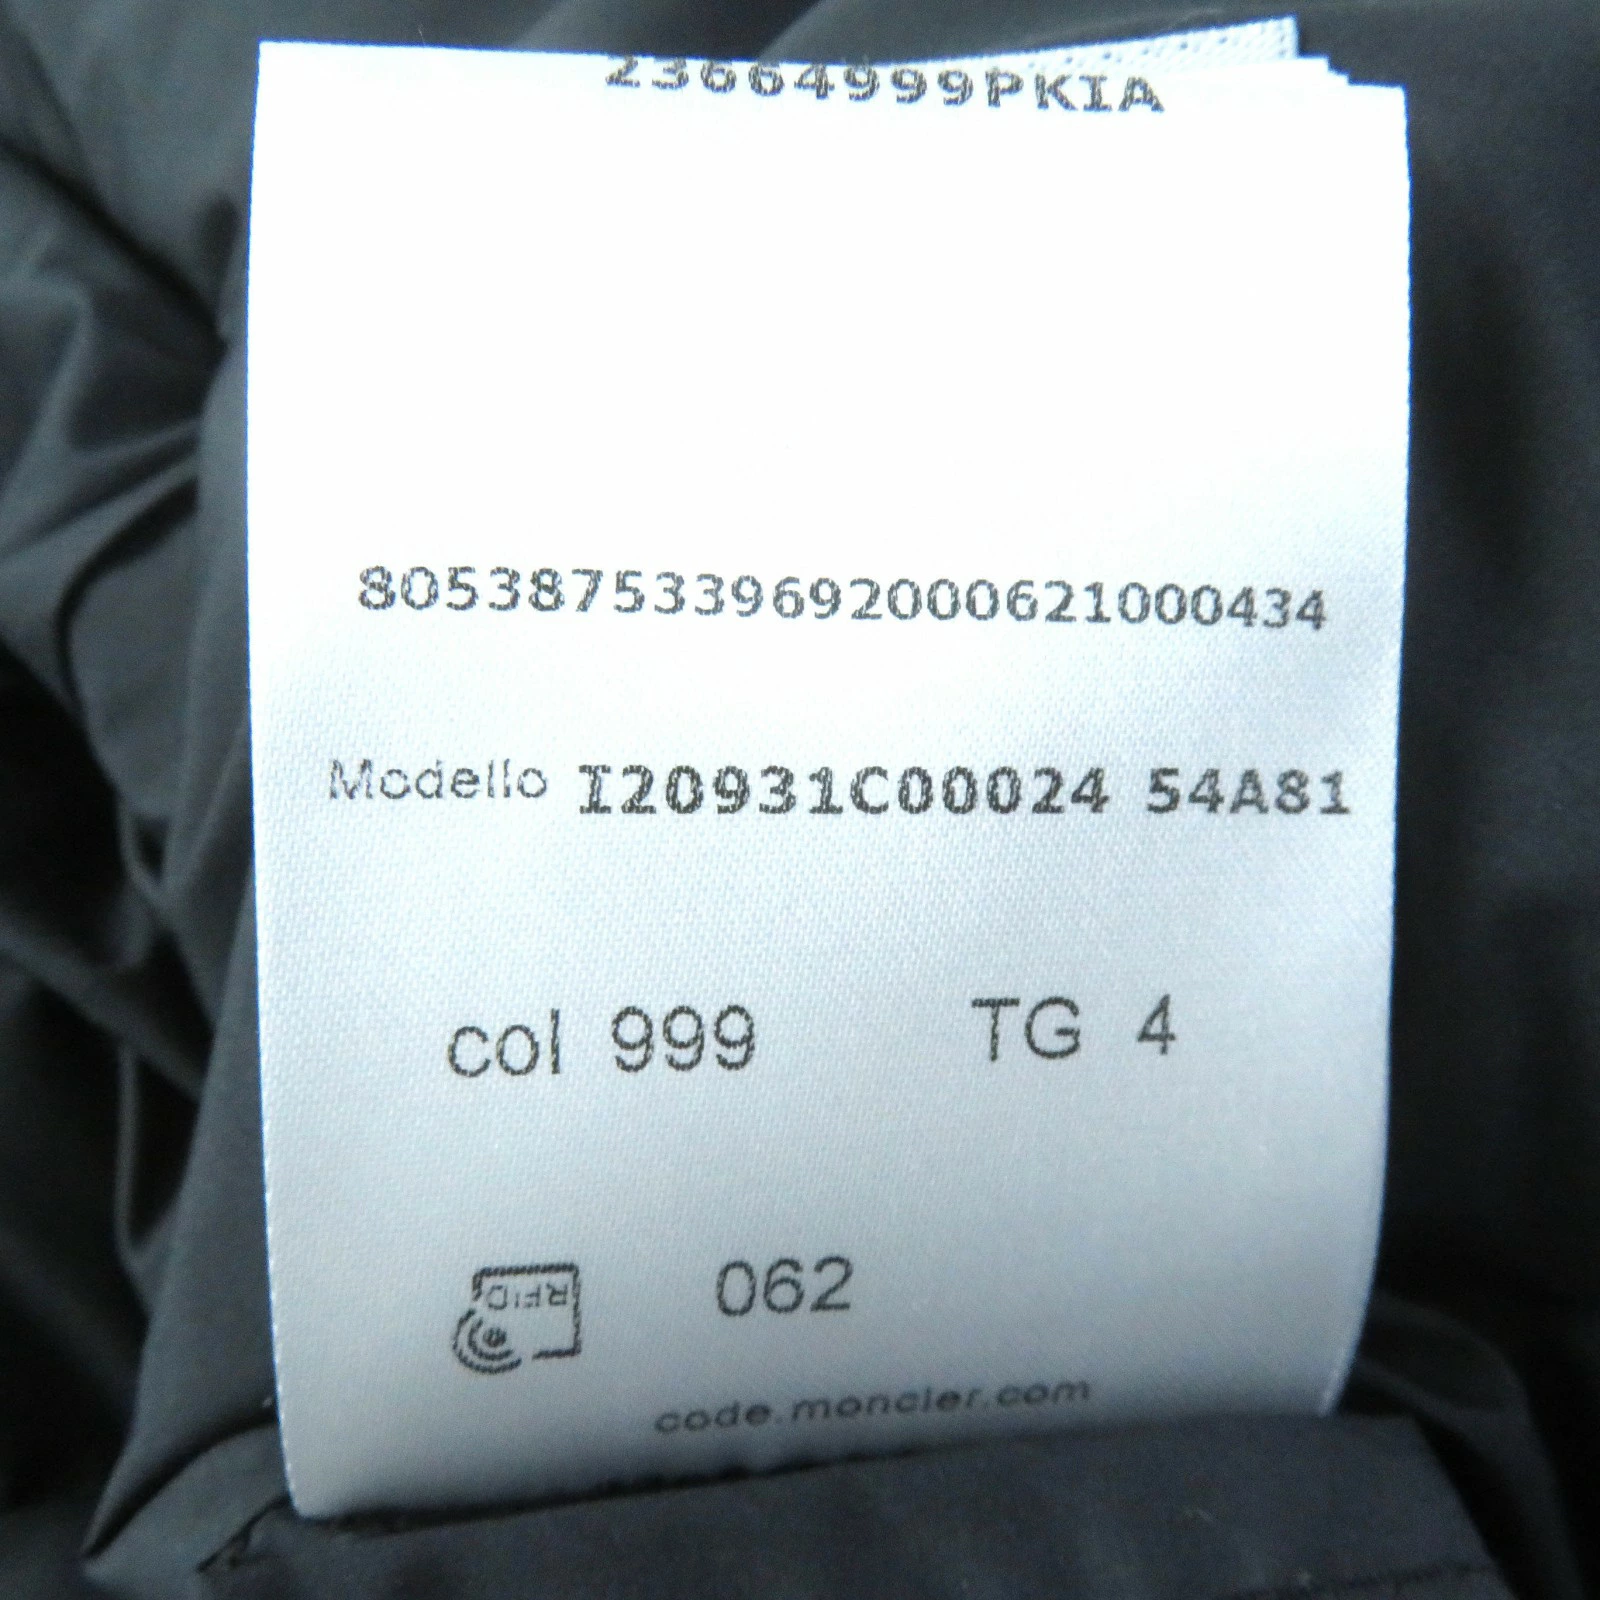 23664999PKIA
8053875339692000621000434
Modello I20931C00024 54A81
col 999 TG 4
RFID 062
code.moncler.com